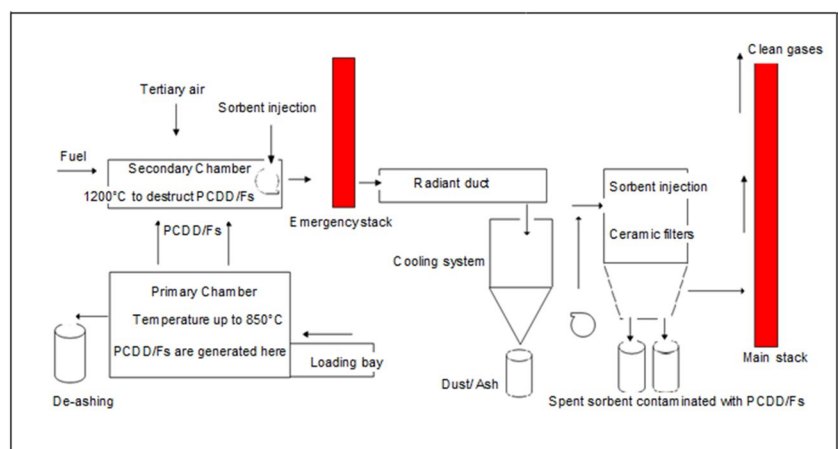 Clean gases
Tertiary air
Sorbent injection
Fuel
Secondary Chamber
1200°C to destruct PCDD/Fs
Radiant duct
Sorbent injection
Emergency stack
PCDD/Fs
Ceramic filters
Cooling system
Primary Chamber
Temperature up to 850°C
PCDD/Fs are generated here
Loading bay
Main stack
De-ashing
Dust/Ash
Spent sorbent contaminated with PCDD/Fs